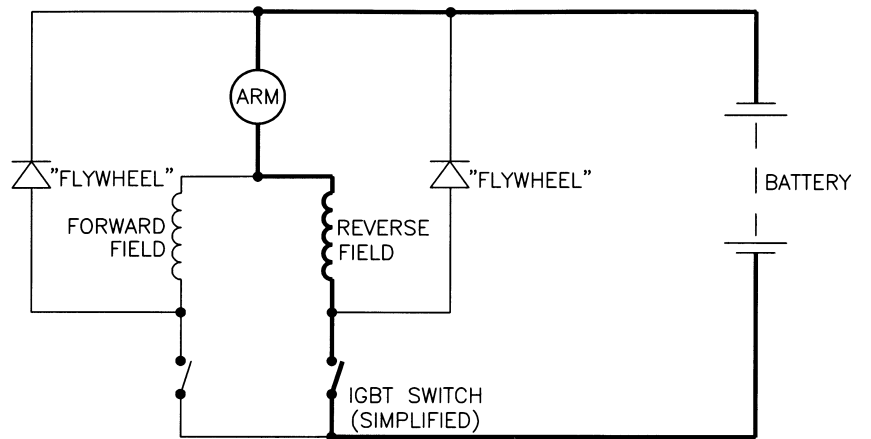 ARM
"FLYWHEEL"
"FLYWHEEL"
BATTERY
FORWARD
FIELD
REVERSE
FIELD
IGBT SWITCH
(SIMPLIFIED)